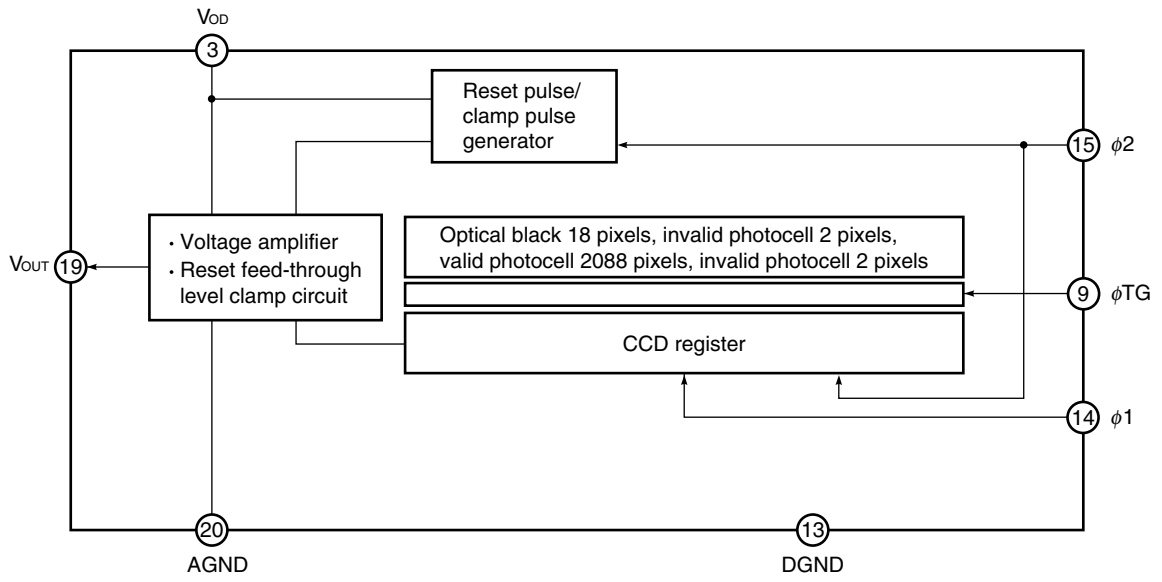 VOD
3
Reset pulse/
clamp pulse
generator
15
ϕ2
· Voltage amplifier
· Reset feed-through
level clamp circuit
Optical black 18 pixels, invalid photocell 2 pixels,
valid photocell 2088 pixels, invalid photocell 2 pixels
VOUT
19
9
ϕTG
CCD register
14
ϕ1
20
AGND
13
DGND